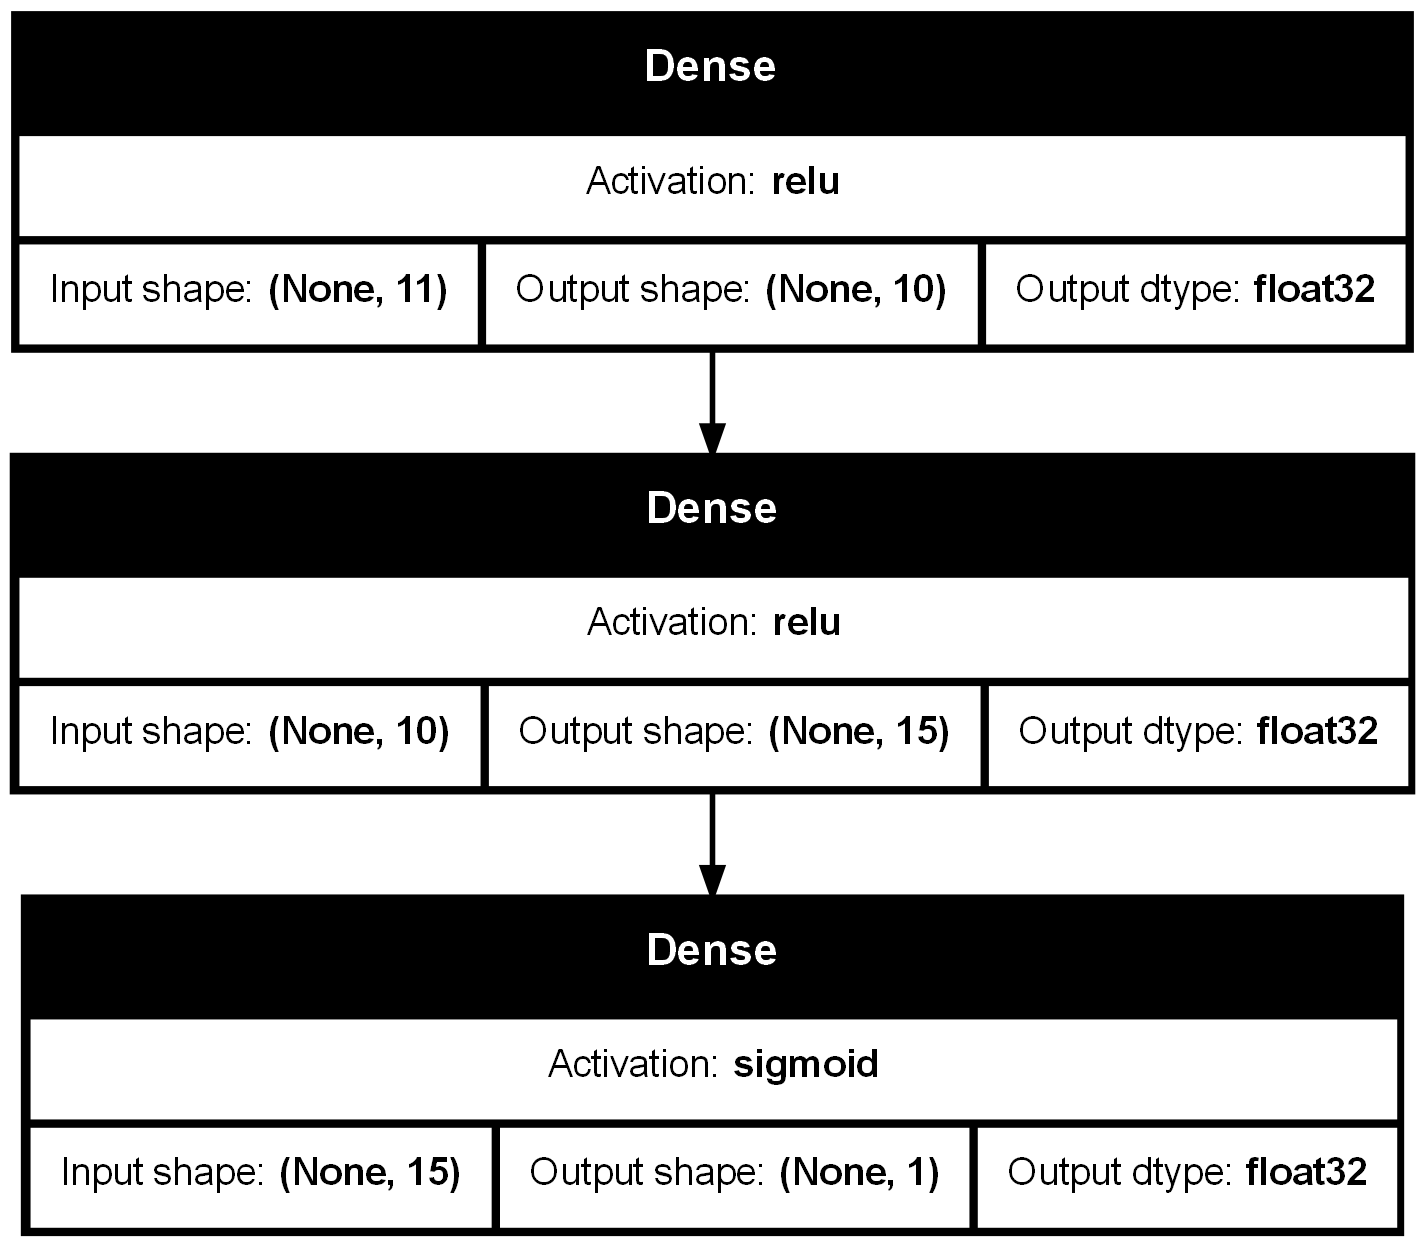 Dense
Activation: relu
Input shape: (None, 11) Output shape: (None, 10) Output dtype: float32
Dense
Activation: relu
Input shape: (None, 10) Output shape: (None, 15) Output dtype: float32
Dense
Activation: sigmoid
Input shape: (None, 15) Output shape: (None, 1) Output dtype: float32